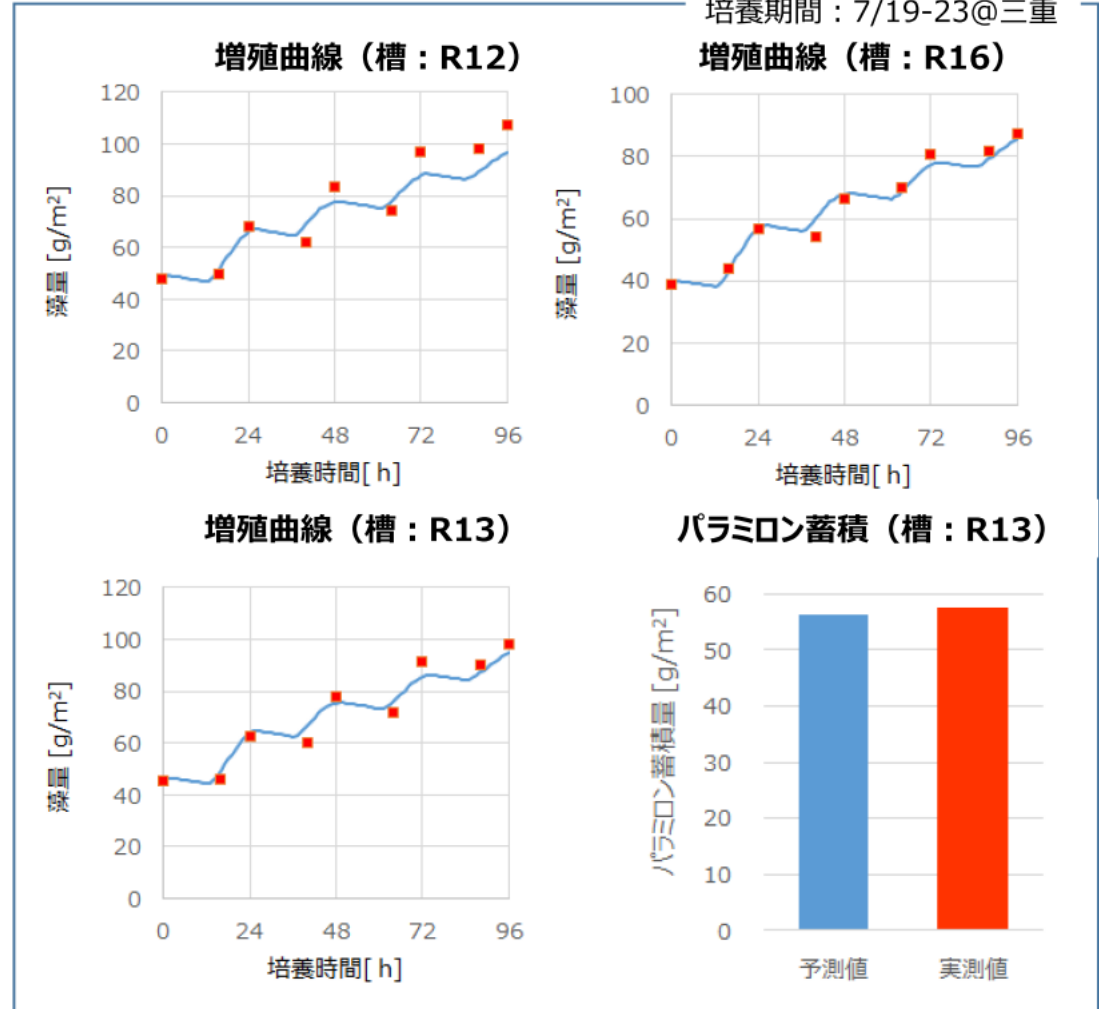 培養期間：7/19-23@三重
増殖曲線（槽：R12）
120
100
80
60
40
20
0
藻量 [g/m²]
0 24 48 72 96
培養時間[ h]
増殖曲線（槽：R16）
100
80
60
40
20
0
藻量 [g/m²]
0 24 48 72 96
培養時間[ h]
増殖曲線（槽：R13）
120
100
80
60
40
20
0
藻量 [g/m²]
0 24 48 72 96
培養時間[ h]
パラミロン蓄積（槽：R13）
60
50
40
30
20
10
0
パラミロン蓄積量 [g/m²]
予測値 実測値